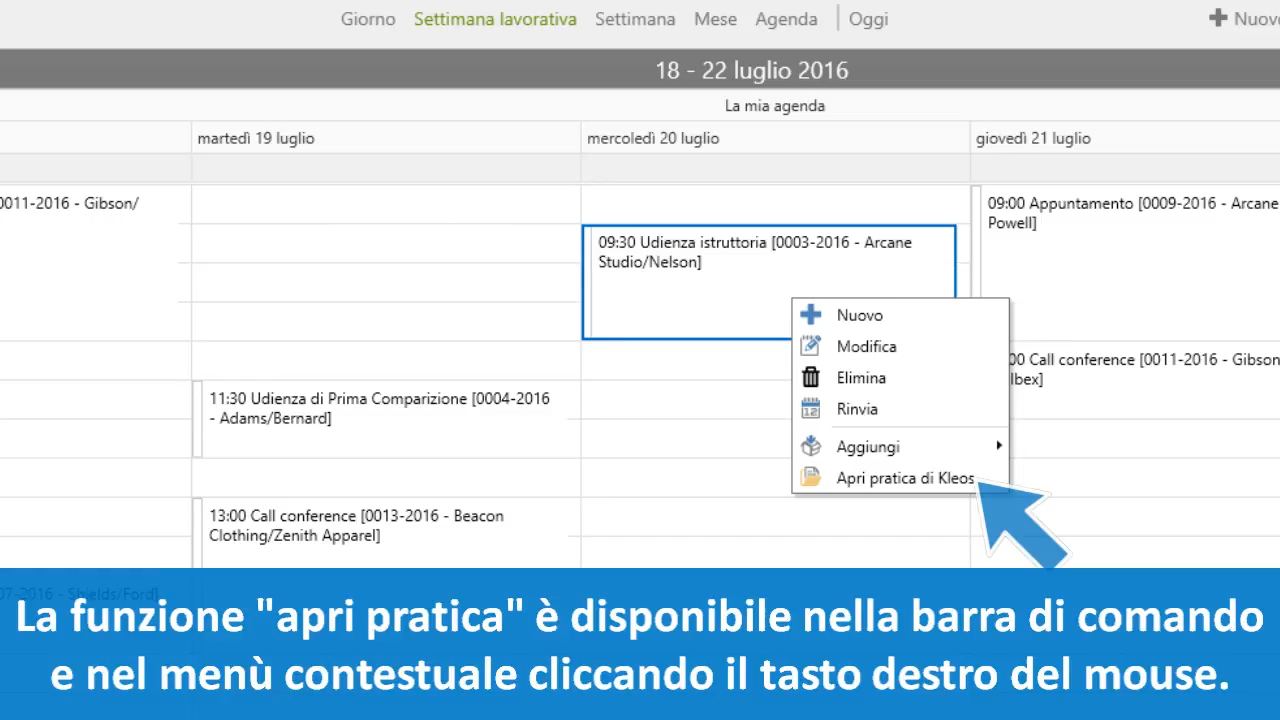 Giorno Settimana lavorativa Settimana Mese Agenda Oggi Nuovo
18 - 22 luglio 2016
La mia agenda
martedì 19 luglio mercoledì 20 luglio giovedì 21 luglio
0011-2016 - Gibson/
09:00 Appuntamento [0009-2016 - Arcane
Powell]
09:30 Udienza istruttoria [0003-2016 - Arcane
Studio/Nelson]
Nuovo
Modifica
Elimina
12 Rinvia
Aggiungi
Apri pratica di Kleos
:00 Call conference [0011-2016 - Gibson
lbex]
11:30 Udienza di Prima Comparizione [0004-2016
- Adams/Bernard]
13:00 Call conference [0013-2016 - Beacon
Clothing/Zenith Apparel]
07-2016 - Shields/Ford]
La funzione "apri pratica" è disponibile nella barra di comando
e nel menù contestuale cliccando il tasto destro del mouse.